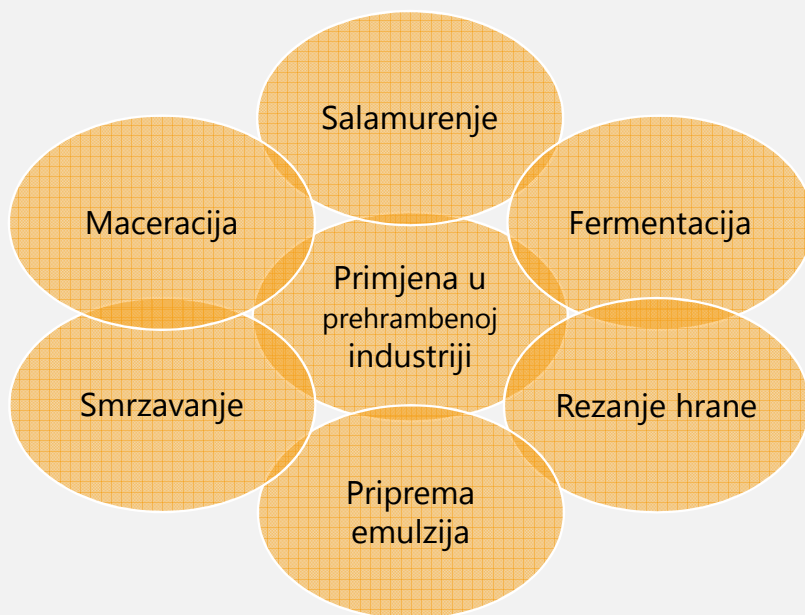 Salamurenje
Maceracija
Fermentacija
Primjena u
prehrambenoj
industriji
Smrzavanje
Rezanje hrane
Priprema
emulzija